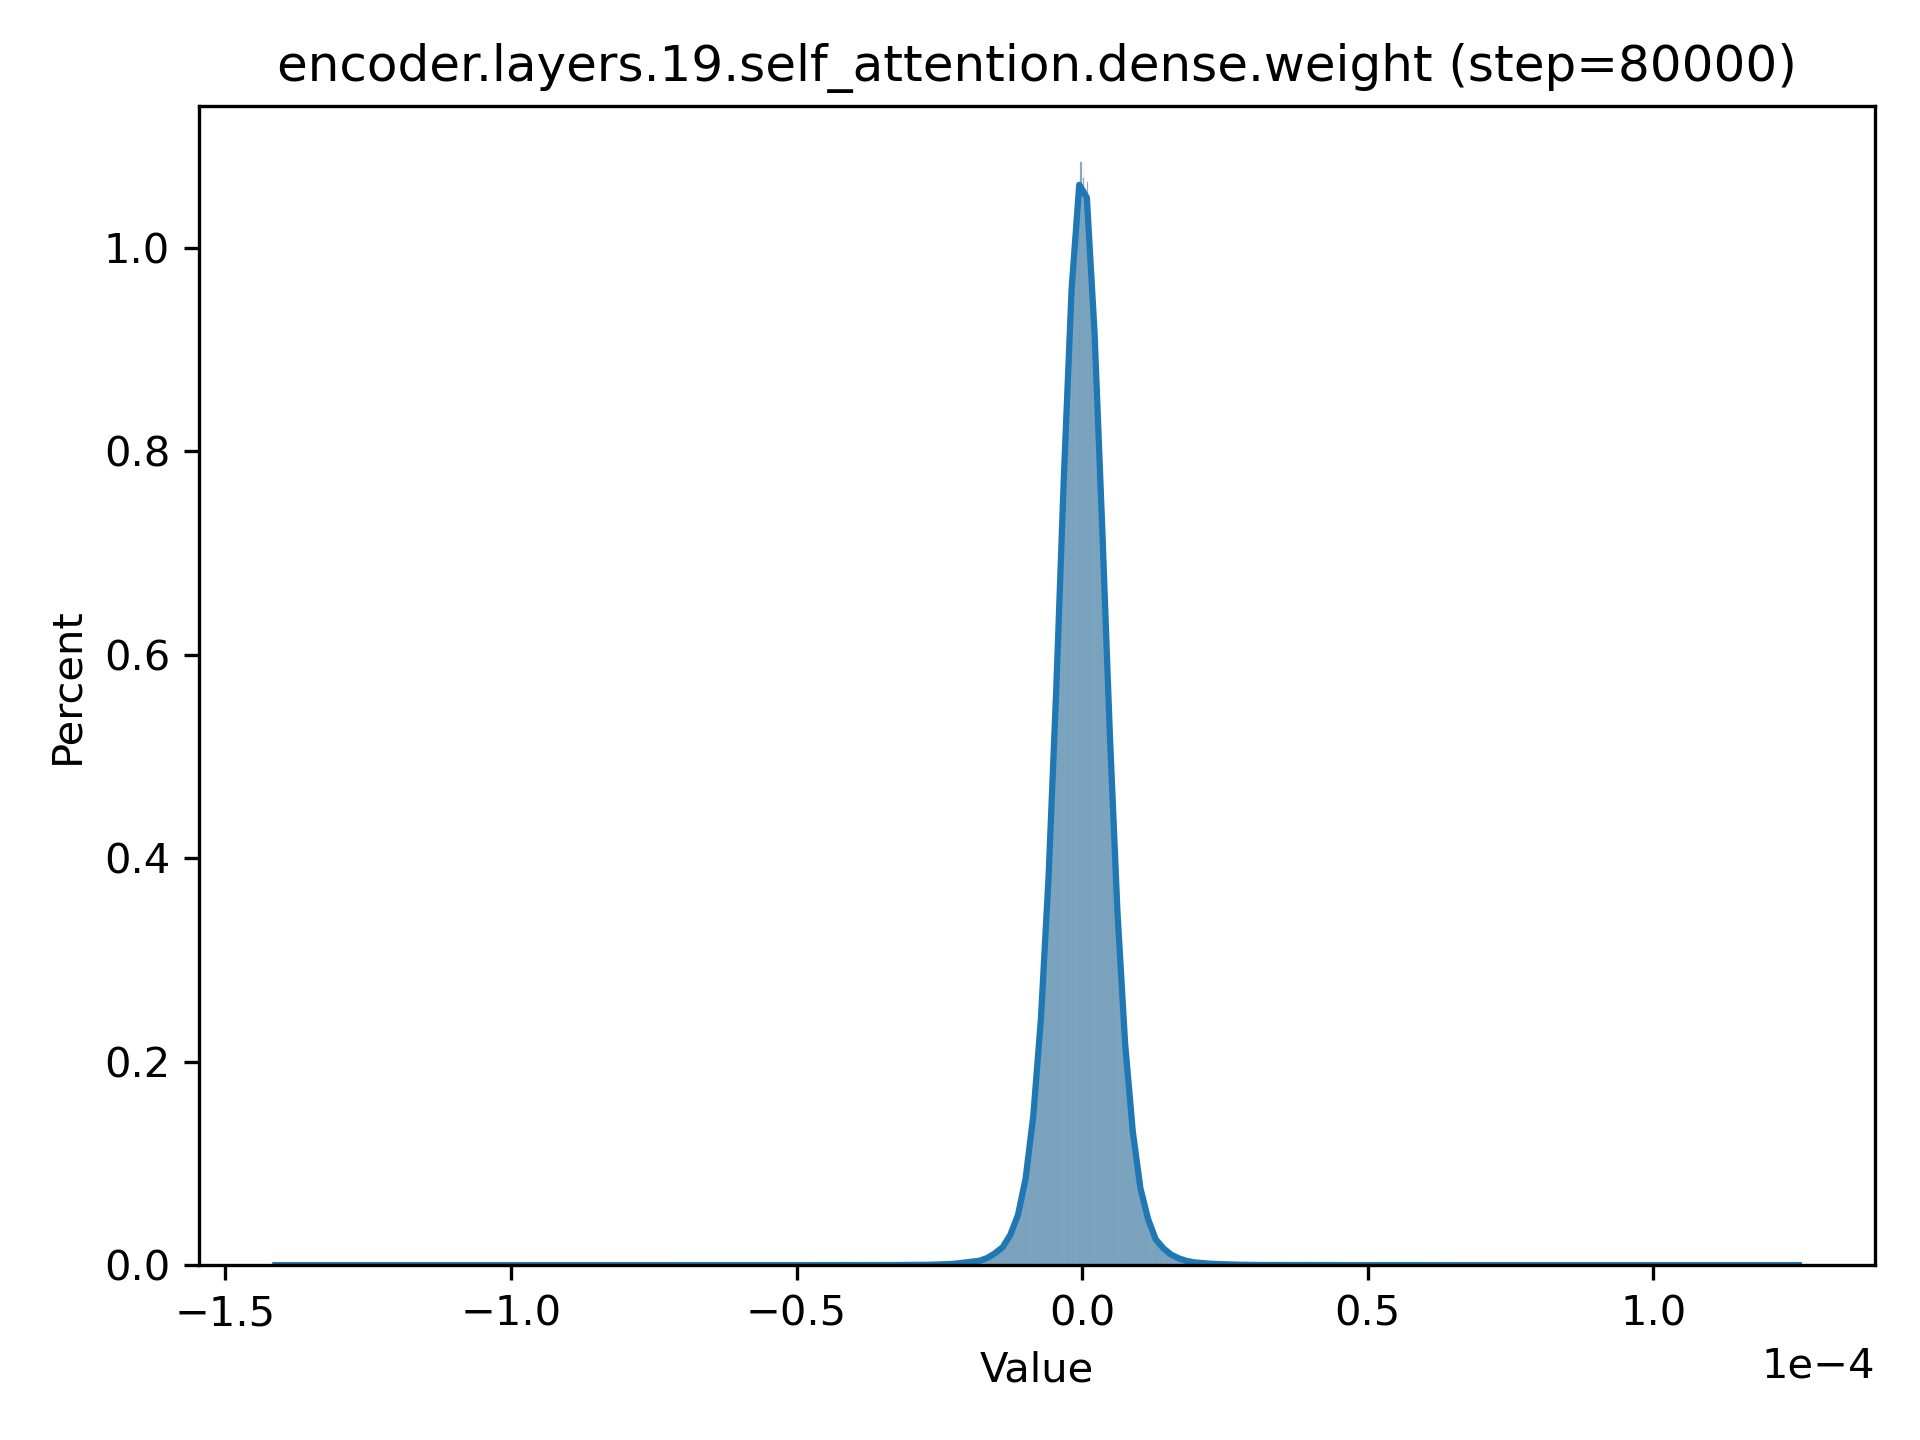 encoder.layers.19.self_attention.dense.weight (step=80000)
1.0
0.8
0.6
0.4
0.2
0.0
Percent
−1.5 −1.0 −0.5 0.0 0.5 1.0
Value
1e−4